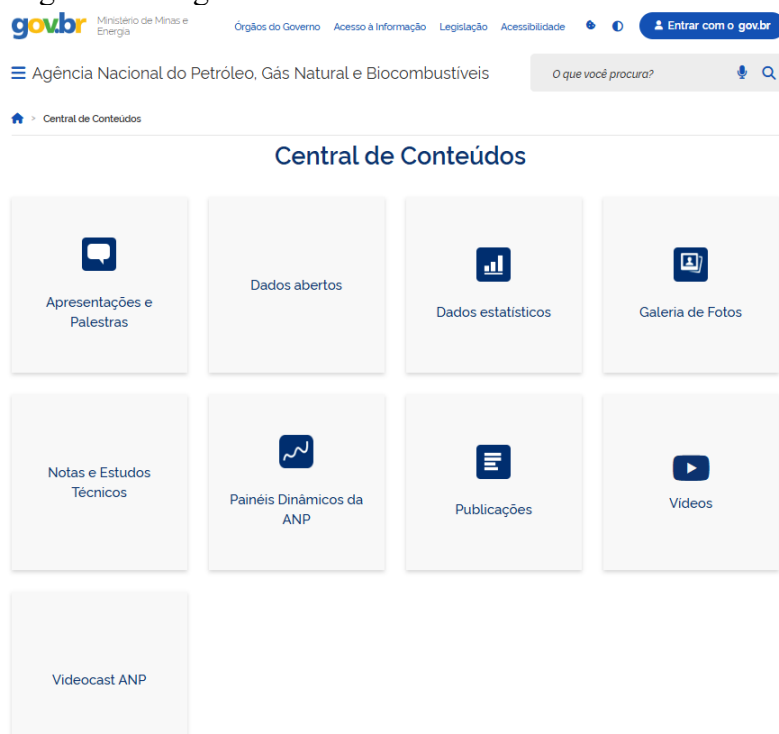 gov.br
Ministério de Minas e
Energia
Órgãos do Governo
Acesso à Informação
Legislação
Acessibilidade
Entrar com o gov.br
Agência Nacional do Petróleo, Gás Natural e Biocombustíveis
O que você procura?
> Central de Conteúdos
Central de Conteúdos
Apresentações e
Palestras
Dados abertos
Dados estatísticos
Galeria de Fotos
Notas e Estudos
Técnicos
Painéis Dinâmicos da
ANP
Publicações
Vídeos
Videocast ANP